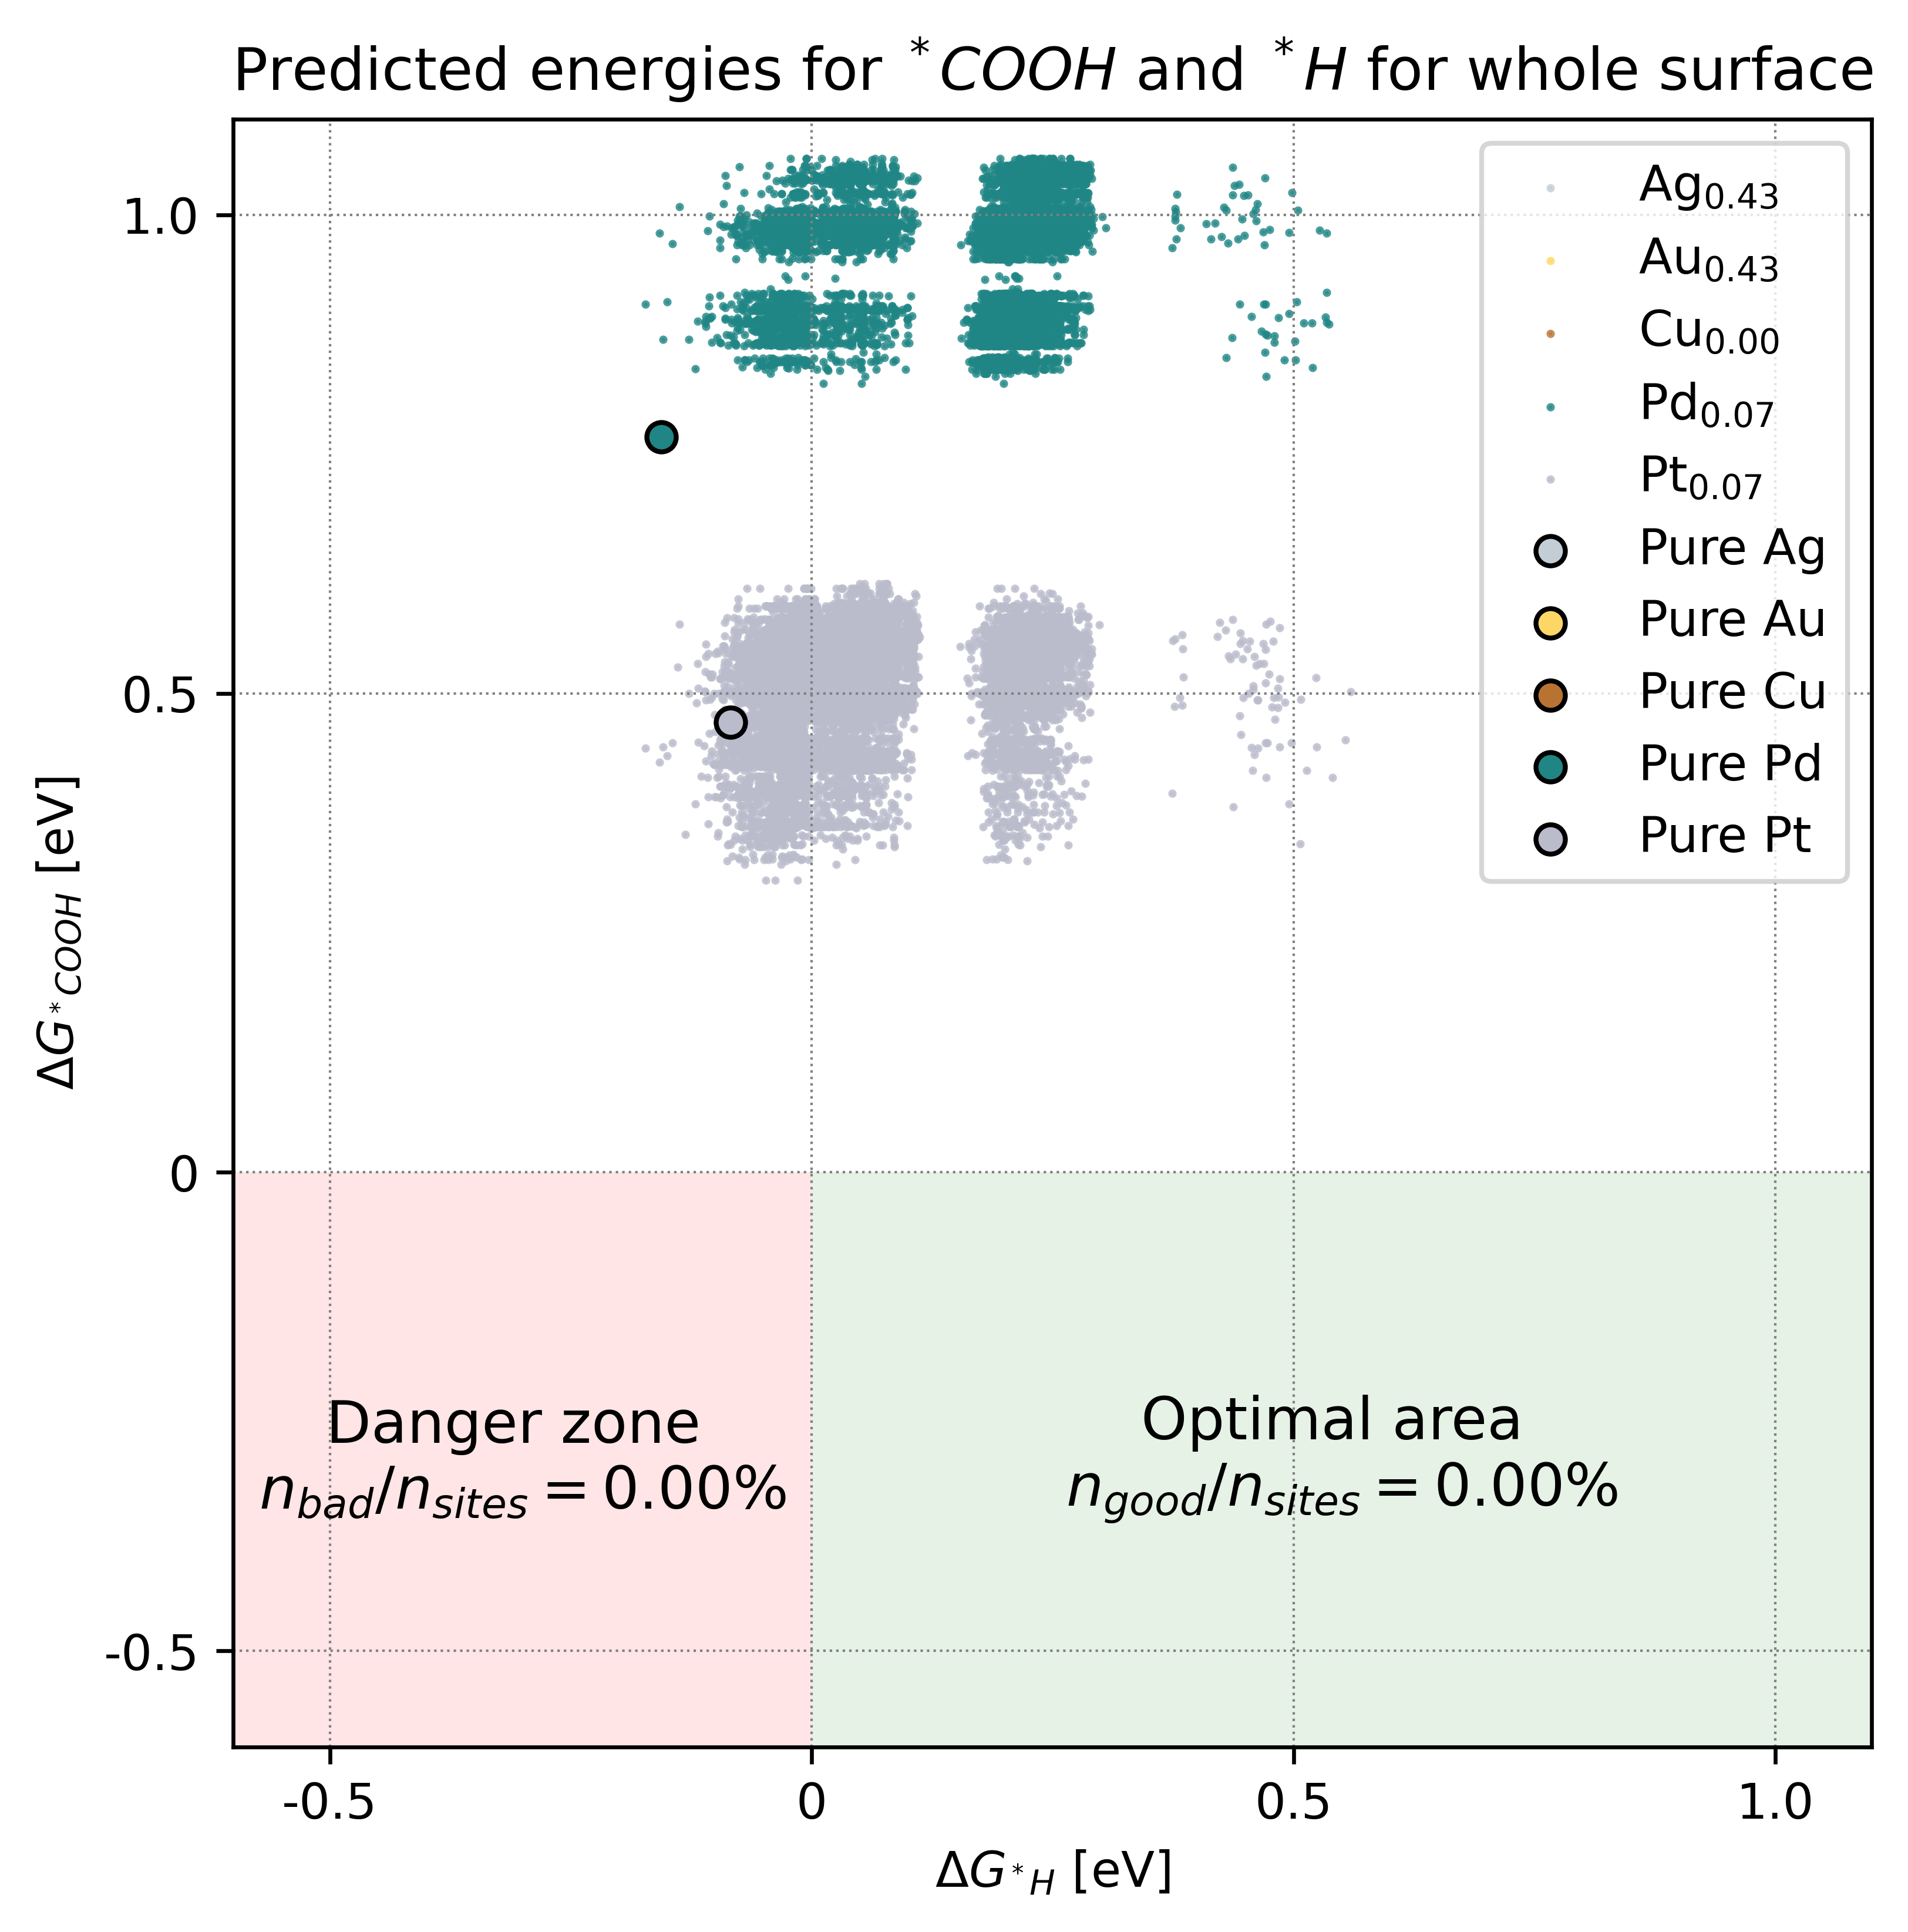 Predicted energies for *COOH and *H for whole surface
Ag0.43
Au0.43
Cu0.00
Pd0.07
Pt0.07
Pure Ag
Pure Au
Pure Cu
Pure Pd
Pure Pt
1.0
0.5
0
-0.5
ΔG*COOH [eV]
Danger zone
nbad/nsites = 0.00%
Optimal area
ngood/nsites = 0.00%
-0.5
0
0.5
1.0
ΔG*H [eV]